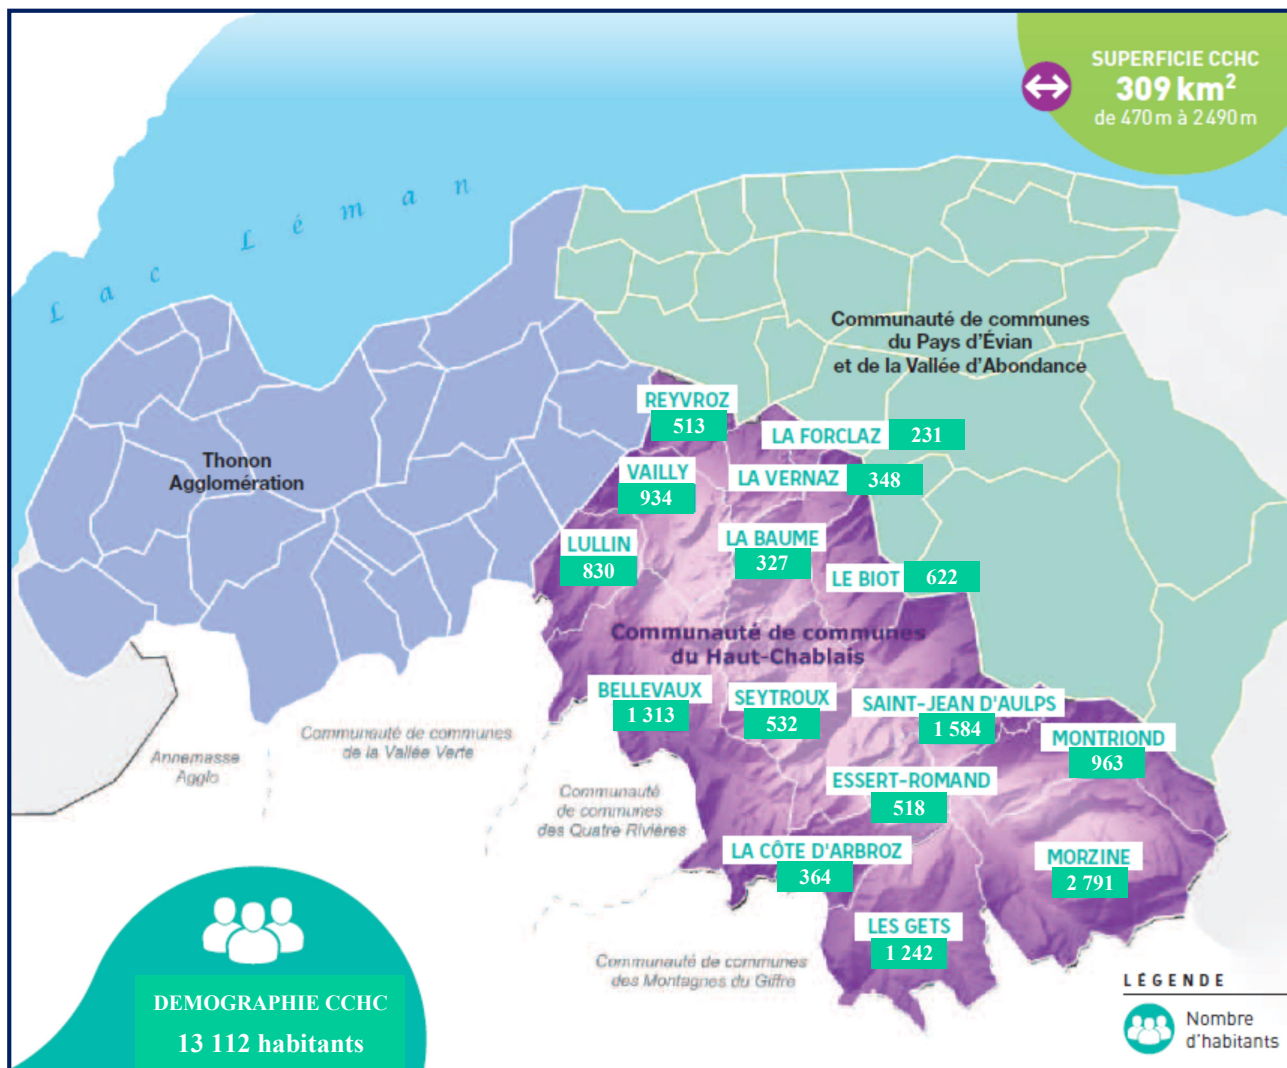 SUPERFICIE CCHC
309 km²
de 470 m à 2 490 m
Lac Léman
Communauté de communes
du Pays d'Évian
et de la Vallée d'Abondance
Thonon
Agglomération
REYVROZ
513
LA FORCLAZ 231
VAILLY
934
LA VERNAZ 348
LULLIN
830
LA BAUME
327
LE BIOT 622
Communauté de communes
du Haut-Chablais
BELLEVAUX
1 313
SEYTROUX
532
SAINT-JEAN D'AULPS
1 584
MONTRIOND
963
Annemasse
Agglo
Communauté de communes
de la Vallée Verte
Communauté
de communes
des Quatre Rivières
ESSERT-ROMAND
518
LA CÔTE D'ARBROZ
364
MORZINE
2 791
LES GETS
1 242
Communauté de communes
des Montagnes du Giffre
DEMOGRAPHIE CCHC
13 112 habitants
LÉGENDE
Nombre
d'habitants